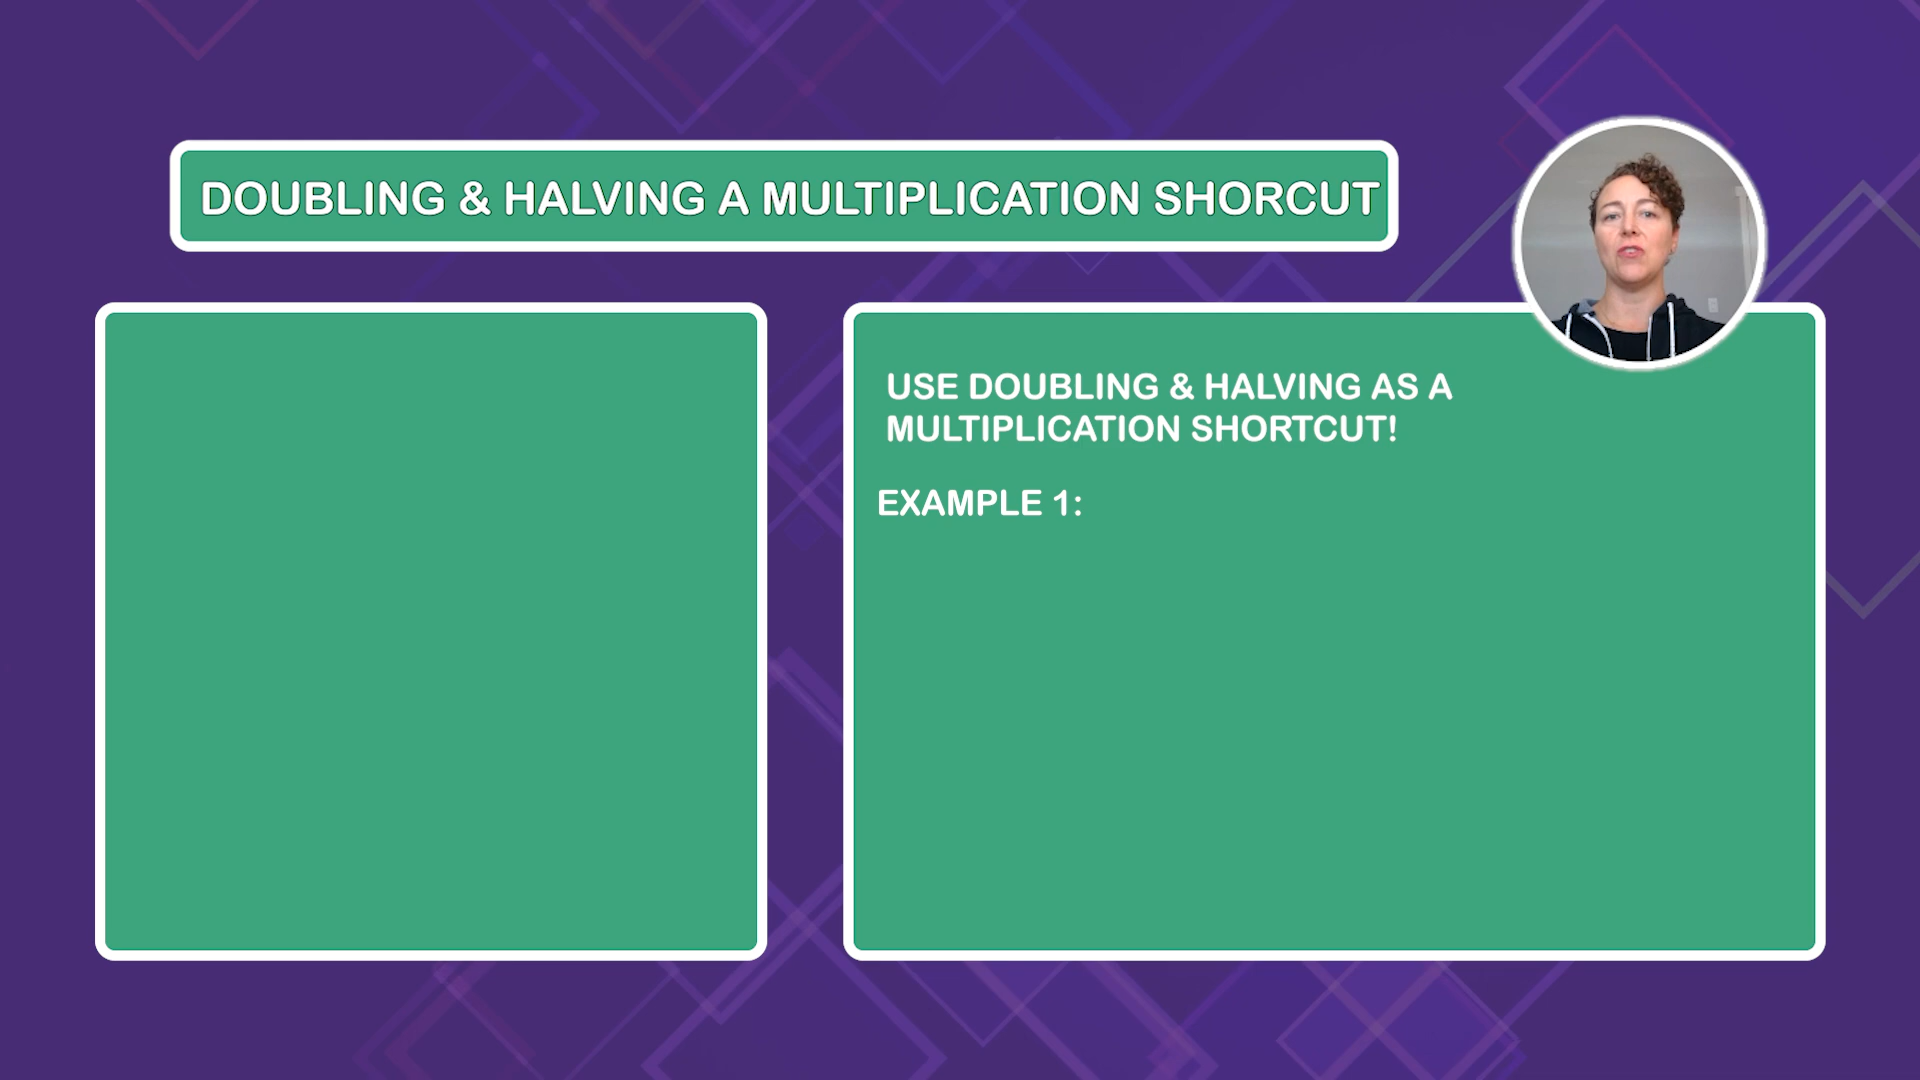 DOUBLING & HALVING A MULTIPLICATION SHORCUT
USE DOUBLING & HALVING AS A
MULTIPLICATION SHORTCUT!
EXAMPLE 1: